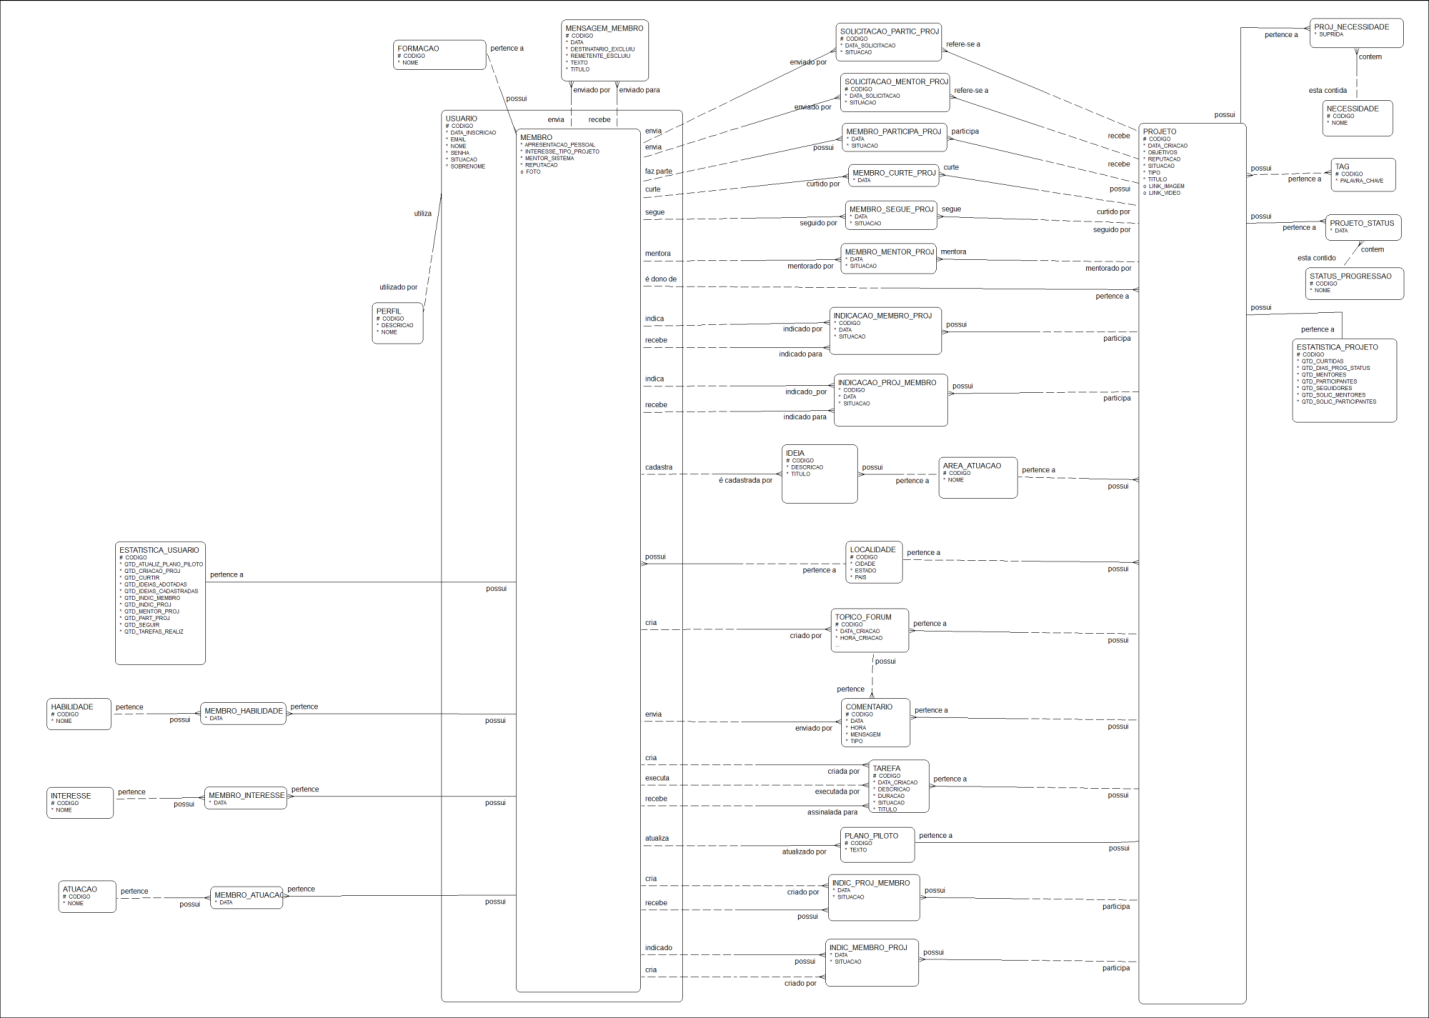 FORMACAO
# CODIGO
* NOME
pertence a
possui
MENSAGEM_MEMBRO
# CODIGO
* DATA
* DESTINATARIO_EXCLUIU
* REMETENTE_EXCLUIU
* TEXTO
* TITULO
enviado por
enviado para
envia
recebe
USUARIO
# CODIGO
* DATA_INSCRICAO
* EMAIL
* NOME
* SENHA
* SITUACAO
* SOBRENOME
MEMBRO
* APRESENTACAO_PESSOAL
* INTERESSE_TIPO_PROJETO
* MENTOR_SISTEMA
* REPUTACAO
o FOTO
utiliza
utilizado por
PERFIL
# CODIGO
* DESCRICAO
* NOME
ESTATISTICA_USUARIO
# CODIGO
* QTD_ATUALIZ_PLANO_PILOTO
* QTD_CRIACAO_PROJ
* QTD_CURTIR
* QTD_IDEIAS_ADOTADAS
* QTD_IDEIAS_CADASTRADAS
* QTD_INDIC_MEMBRO
* QTD_INDIC_PROJ
* QTD_MENTOR_PROJ
* QTD_PART_PROJ
* QTD_SEGUIR
* QTD_TAREFAS_REALIZ
pertence a
possui
HABILIDADE
# CODIGO
* NOME
pertence
possui
MEMBRO_HABILIDADE
* DATA
pertence
possui
INTERESSE
# CODIGO
* NOME
pertence
possui
MEMBRO_INTERESSE
* DATA
pertence
possui
ATUACAO
# CODIGO
* NOME
pertence
possui
MEMBRO_ATUACAO
* DATA
pertence
possui
envia
enviado por
SOLICITACAO_PARTIC_PROJ
# CODIGO
* DATA_SOLICITACAO
* SITUACAO
refere-se a
recebe
envia
enviado por
SOLICITACAO_MENTOR_PROJ
# CODIGO
* DATA_SOLICITACAO
* SITUACAO
refere-se a
recebe
faz parte
possui
MEMBRO_PARTICIPA_PROJ
* DATA
* SITUACAO
participa
possui
curte
curtido por
MEMBRO_CURTE_PROJ
* DATA
curte
curtido por
segue
seguido por
MEMBRO_SEGUE_PROJ
* DATA
* SITUACAO
segue
seguido por
mentora
mentorado por
MEMBRO_MENTOR_PROJ
* DATA
* SITUACAO
mentora
mentorado por
é dono de
pertence a
indica
indicado por
recebe
indicado para
INDICACAO_MEMBRO_PROJ
* CODIGO
* DATA
* SITUACAO
possui
participa
indica
indicado_por
recebe
indicado para
INDICACAO_PROJ_MEMBRO
* CODIGO
* DATA
* SITUACAO
possui
participa
cadastra
é cadastrada por
IDEIA
# CODIGO
* DESCRICAO
* TITULO
possui
pertence a
AREA_ATUACAO
# CODIGO
* NOME
pertence a
possui
possui
pertence a
LOCALIDADE
# CODIGO
* CIDADE
* ESTADO
* PAIS
pertence a
possui
cria
criado por
TOPICO_FORUM
# CODIGO
* DATA_CRIACAO
* HORA_CRIACAO
...
pertence a
possui
possui
pertence
envia
enviado por
COMENTARIO
# CODIGO
* DATA
* HORA
* MENSAGEM
* TIPO
pertence a
possui
cria
criada por
executa
executada por
recebe
assinalada para
TAREFA
# CODIGO
* DATA_CRIACAO
* DESCRICAO
* DURACAO
* SITUACAO
* TITULO
pertence a
possui
atualiza
atualizado por
PLANO_PILOTO
# CODIGO
* TEXTO
pertence a
possui
cria
criado por
recebe
possui
INDIC_PROJ_MEMBRO
* DATA
* SITUACAO
possui
participa
indicado
possui
cria
criado por
INDIC_MEMBRO_PROJ
* DATA
* SITUACAO
possui
participa
PROJETO
# CODIGO
* DATA_CRIACAO
* OBJETIVOS
* REPUTACAO
* SITUACAO
* TIPO
* TITULO
o LINK_IMAGEM
o LINK_VIDEO
possui
pertence a
PROJ_NECESSIDADE
* SUPRIDA
contem
esta contida
NECESSIDADE
# CODIGO
* NOME
possui
pertence a
TAG
# CODIGO
* PALAVRA_CHAVE
possui
pertence a
PROJETO_STATUS
* DATA
contem
esta contido
STATUS_PROGRESSAO
# CODIGO
* NOME
possui
pertence a
ESTATISTICA_PROJETO
# CODIGO
* QTD_CURTIDAS
* QTD_DIAS_PROG_STATUS
* QTD_MENTORES
* QTD_PARTICIPANTES
* QTD_SEGUIDORES
* QTD_SOLIC_MENTORES
* QTD_SOLIC_PARTICIPANTES